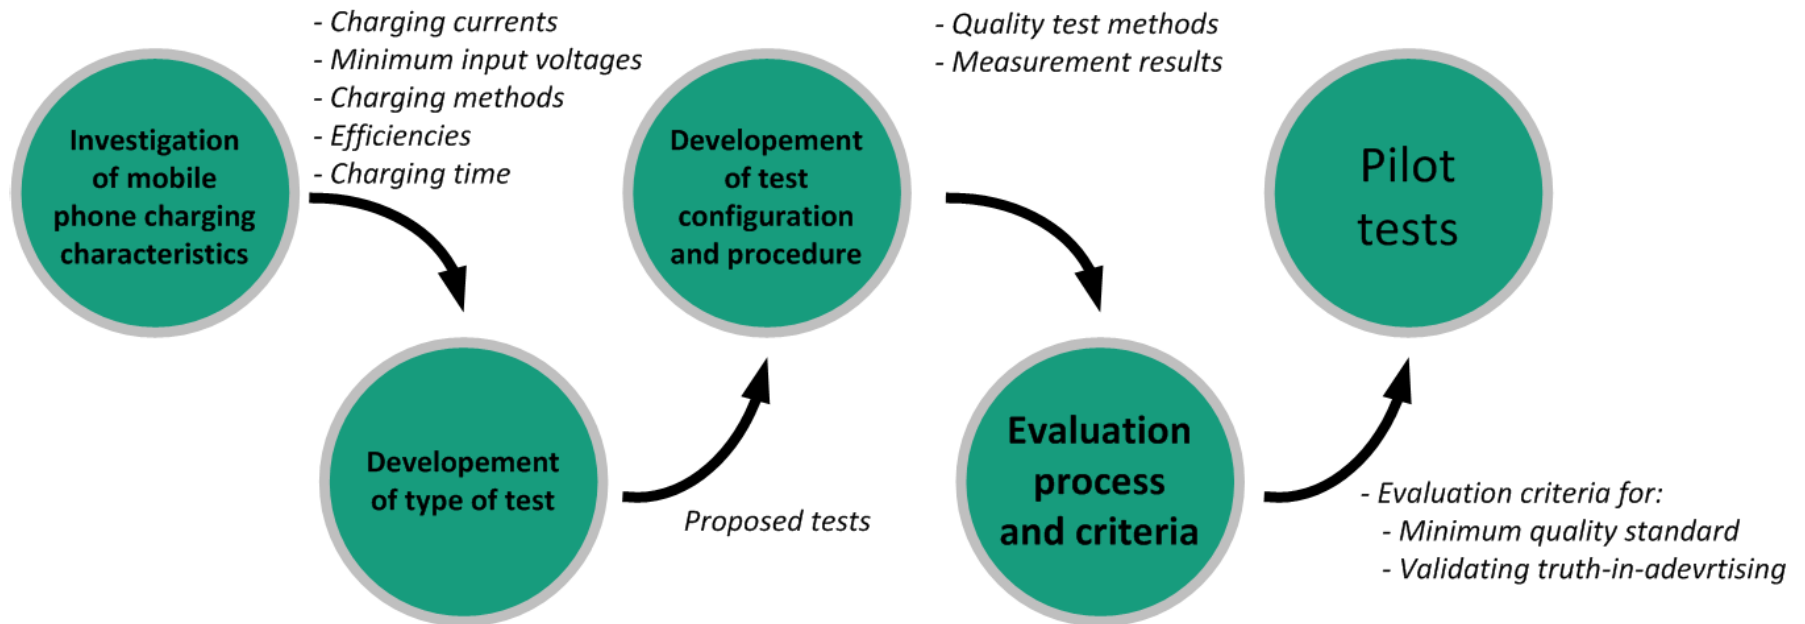 Investigation
of mobile
phone charging
characteristics
- Charging currents
- Minimum input voltages
- Charging methods
- Efficiencies
- Charging time
Developement
of type of test
Proposed tests
Developement
of test
configuration
and procedure
- Quality test methods
- Measurement results
Evaluation
process
and criteria
- Evaluation criteria for:
- Minimum quality standard
- Validating truth-in-adevrtising
Pilot
tests